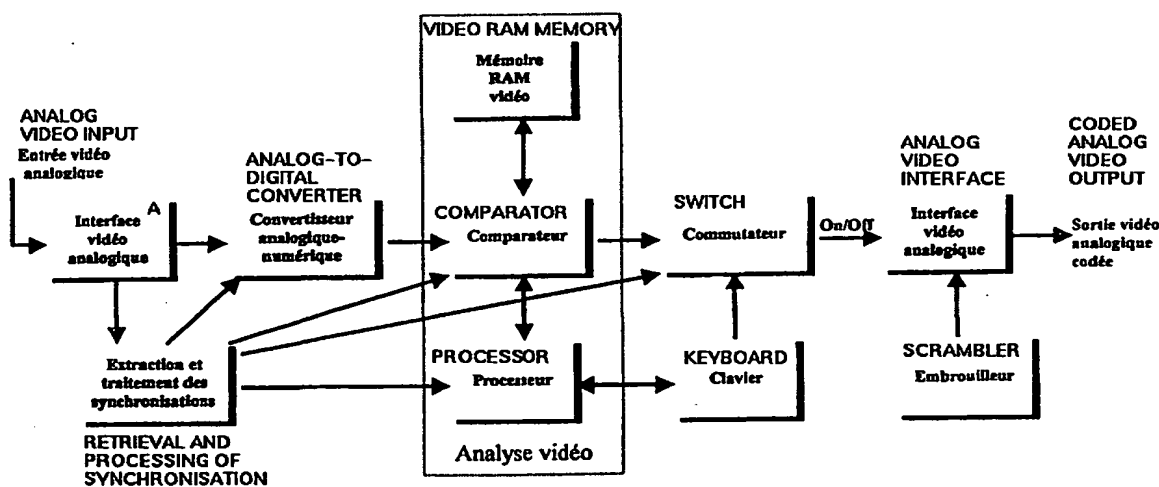 VIDEO RAM MEMORY
Mémoire
RAM
vidéo
ANALOG
VIDEO INPUT
Entrée vidéo
analogique
A
Interface
vidéo
analogique
ANALOG-TO-
DIGITAL
CONVERTER
Convertisseur
analogique-
numérique
COMPARATOR
Comparateur
SWITCH
Commutateur
On/Off
ANALOG
VIDEO
INTERFACE
Interface
vidéo
analogique
CODED
ANALOG
VIDEO
OUTPUT
Sortie vidéo
analogique
codée
Extraction et
traitement des
synchronisations
RETRIEVAL AND
PROCESSING OF
SYNCHRONISATION
PROCESSOR
Processeur
Analyse vidéo
KEYBOARD
Clavier
SCRAMBLER
Embrouilleur